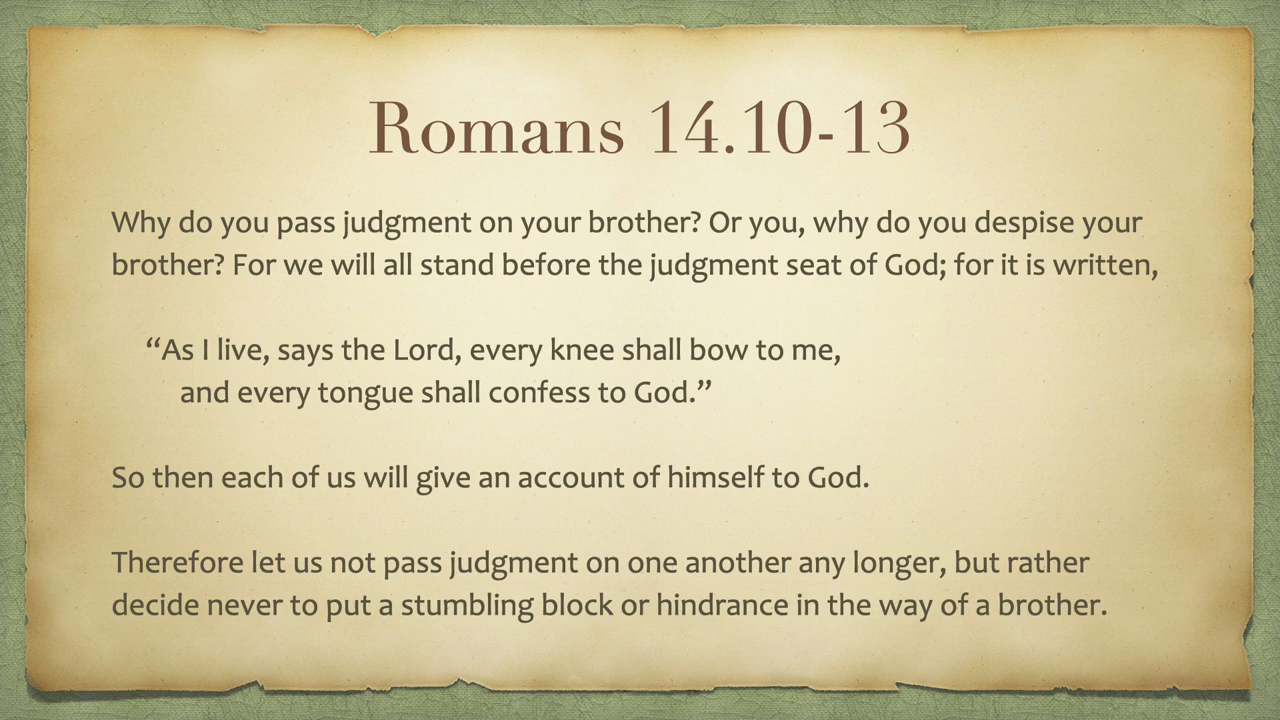 Romans 14.10-13
Why do you pass judgment on your brother? Or you, why do you despise your
brother? For we will all stand before the judgment seat of God; for it is written,
“As I live, says the Lord, every knee shall bow to me,
and every tongue shall confess to God.”
So then each of us will give an account of himself to God.
Therefore let us not pass judgment on one another any longer, but rather
decide never to put a stumbling block or hindrance in the way of a brother.